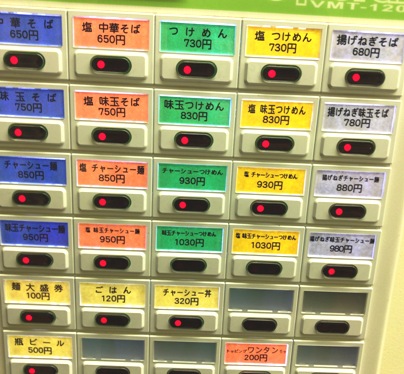 VMT-120
中華そば
650円
塩 中華そば
650円
つけめん
730円
塩 つけめん
730円
揚げねぎそば
680円
味玉そば
750円
塩 味玉そば
750円
味玉つけめん
830円
塩 味玉つけめん
830円
揚げねぎ味玉そば
780円
チャーシュー麺
850円
塩 チャーシュー麺
850円
チャーシューつけめん
930円
塩 チャーシューつけめん
930円
揚げねぎチャーシュー麺
880円
味玉チャーシュー麺
950円
塩 味玉チャーシュー麺
950円
味玉チャーシューつけめん
1030円
塩 味玉チャーシューつけめん
1030円
揚げねぎ味玉チャーシュー麺
980円
麺大盛券
100円
ごはん
120円
チャーシュー丼
320円
瓶ビール
500円
トッピングワンタン
200円